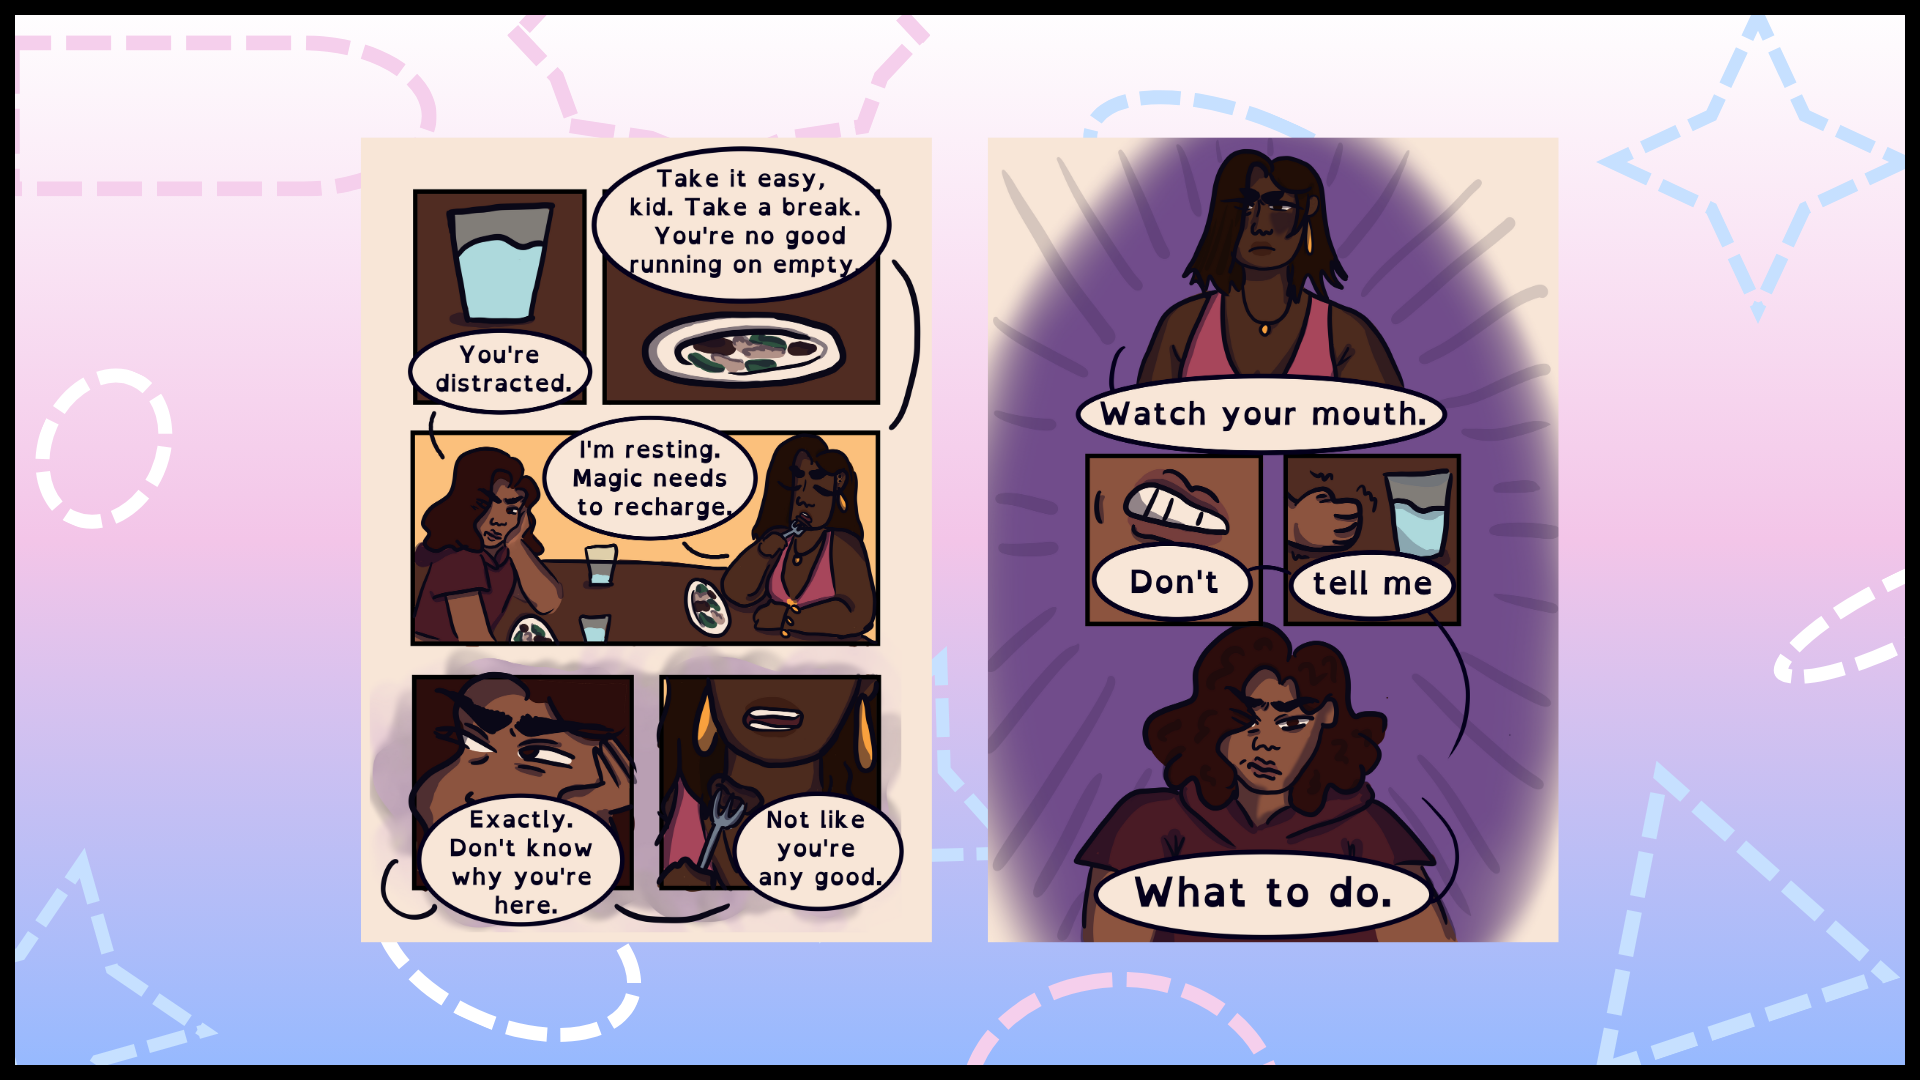 You're
distracted.
Take it easy,
kid. Take a break.
You're no good
running on empty.
I'm resting.
Magic needs
to recharge.
Exactly.
Don't know
why you're
here.
Not like
you're
any good.
Watch your mouth.
Don't
tell me
What to do.